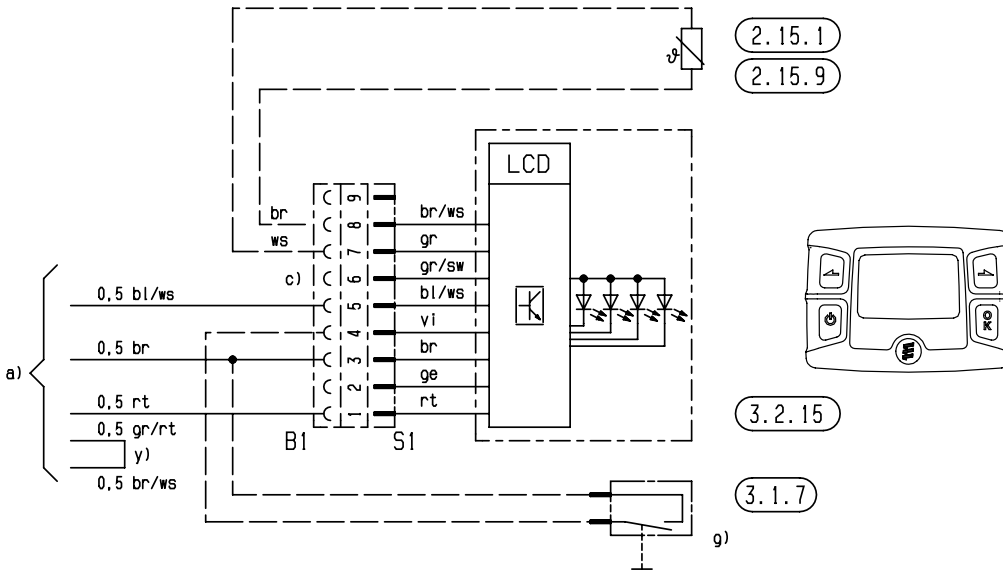 2.15.1
ϑ
2.15.9
LCD
br
ws
c)
9
8
7
6
5
4
3
2
1
br/ws
gr
gr/sw
bl/ws
vi
br
ge
rt
B1
S1
a)
0,5 bl/ws
0,5 br
0,5 rt
0,5 gr/rt
y)
0,5 br/ws
OK
3.2.15
3.1.7
g)